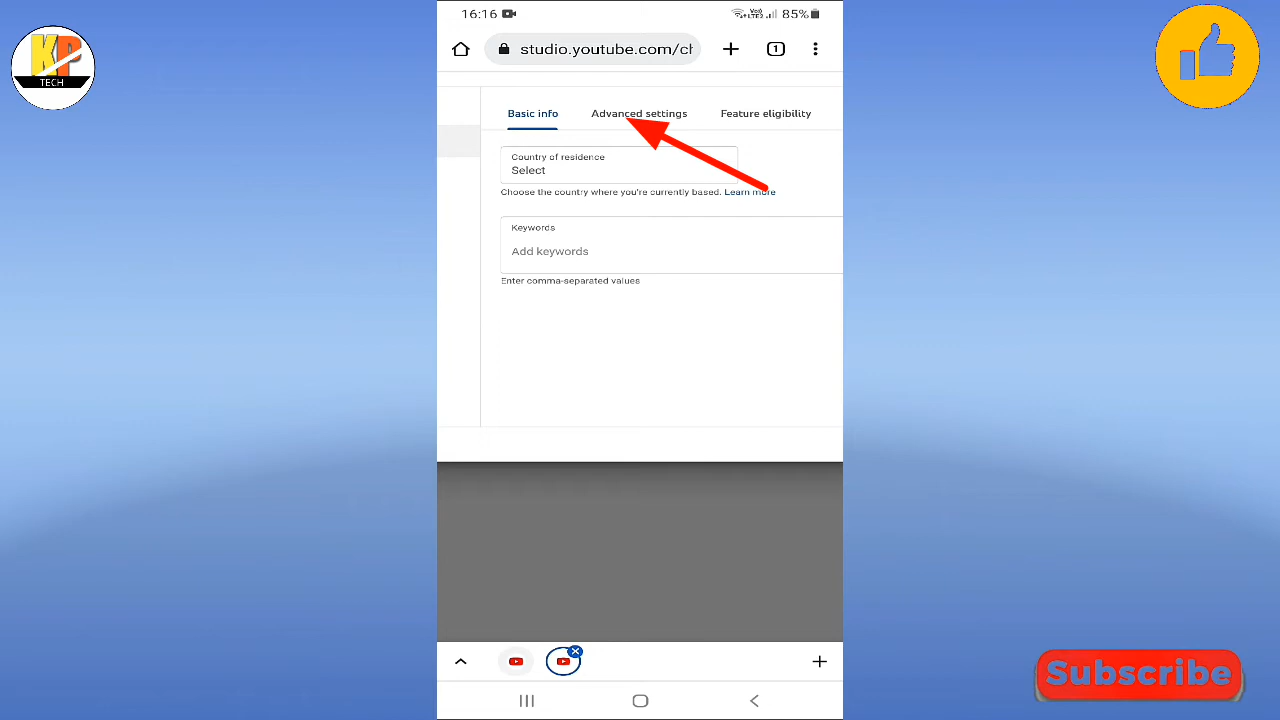 16:16 85%
KP
TECH
studio.youtube.com/ch
1
Basic info Advanced settings Feature eligibility
Country of residence
Select
Choose the country where you're currently based. Learn more
Keywords
Add keywords
Enter comma-separated values
Subscribe